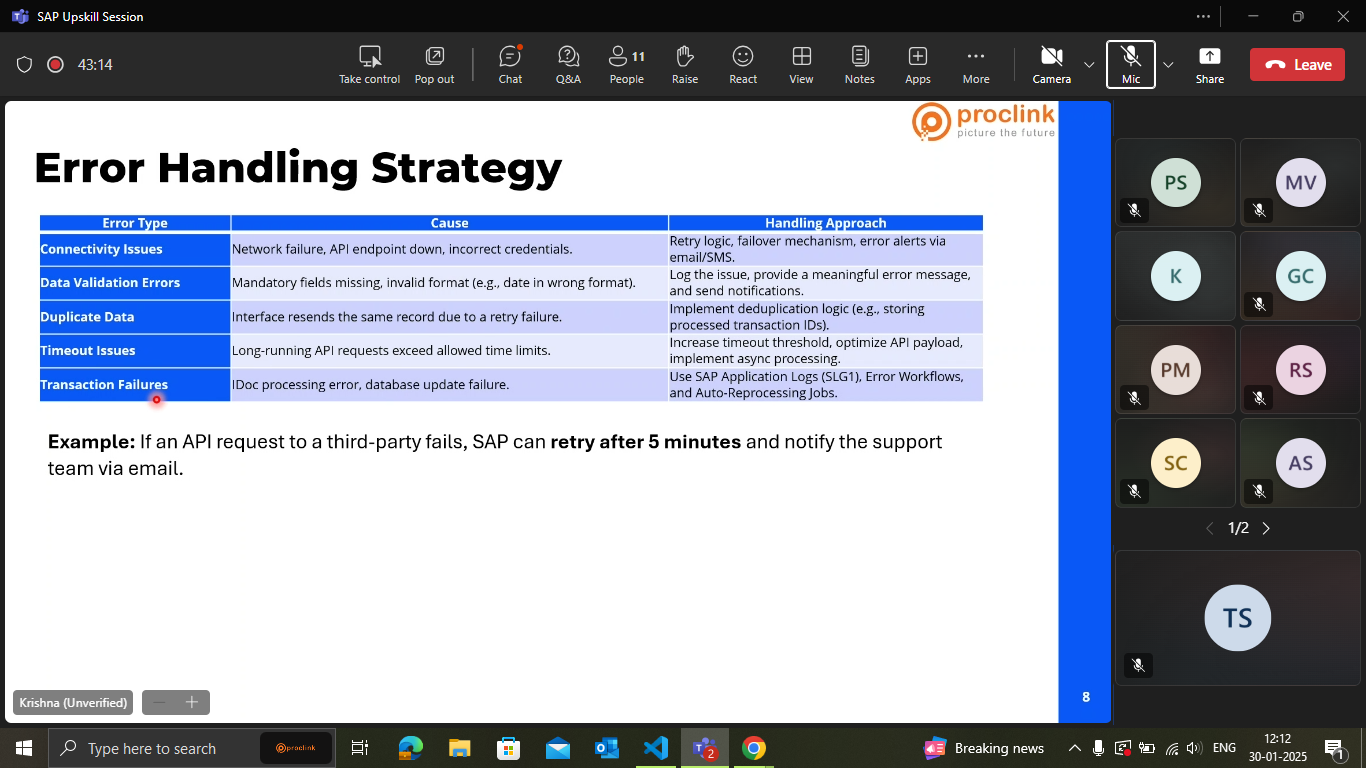 SAP Upskill Session
43:14
Take control
Pop out
Chat
Q&A
11
People
Raise
React
View
Notes
Apps
More
Camera
Mic
Share
Leave
proclink
picture the future
Error Handling Strategy
Error Type Cause Handling Approach
Connectivity Issues
Network failure, API endpoint down, incorrect credentials.
Retry logic, failover mechanism, error alerts via
email/SMS.
Data Validation Errors
Mandatory fields missing, invalid format (e.g., date in wrong format).
Log the issue, provide a meaningful error message,
and send notifications.
Duplicate Data
Interface resends the same record due to a retry failure.
Implement deduplication logic (e.g., storing
processed transaction IDs).
Timeout Issues
Long-running API requests exceed allowed time limits.
Increase timeout threshold, optimize API payload,
implement async processing.
Transaction Failures
IDoc processing error, database update failure.
Use SAP Application Logs (SLG1), Error Workflows,
and Auto-Reprocessing Jobs.
Example: If an API request to a third-party fails, SAP can retry after 5 minutes and notify the support
team via email.
8
Krishna (Unverified)
PS
MV
K
GC
PM
RS
SC
AS
1/2
TS
Type here to search
proclink
2
Breaking news
ENG
12:12
30-01-2025
1